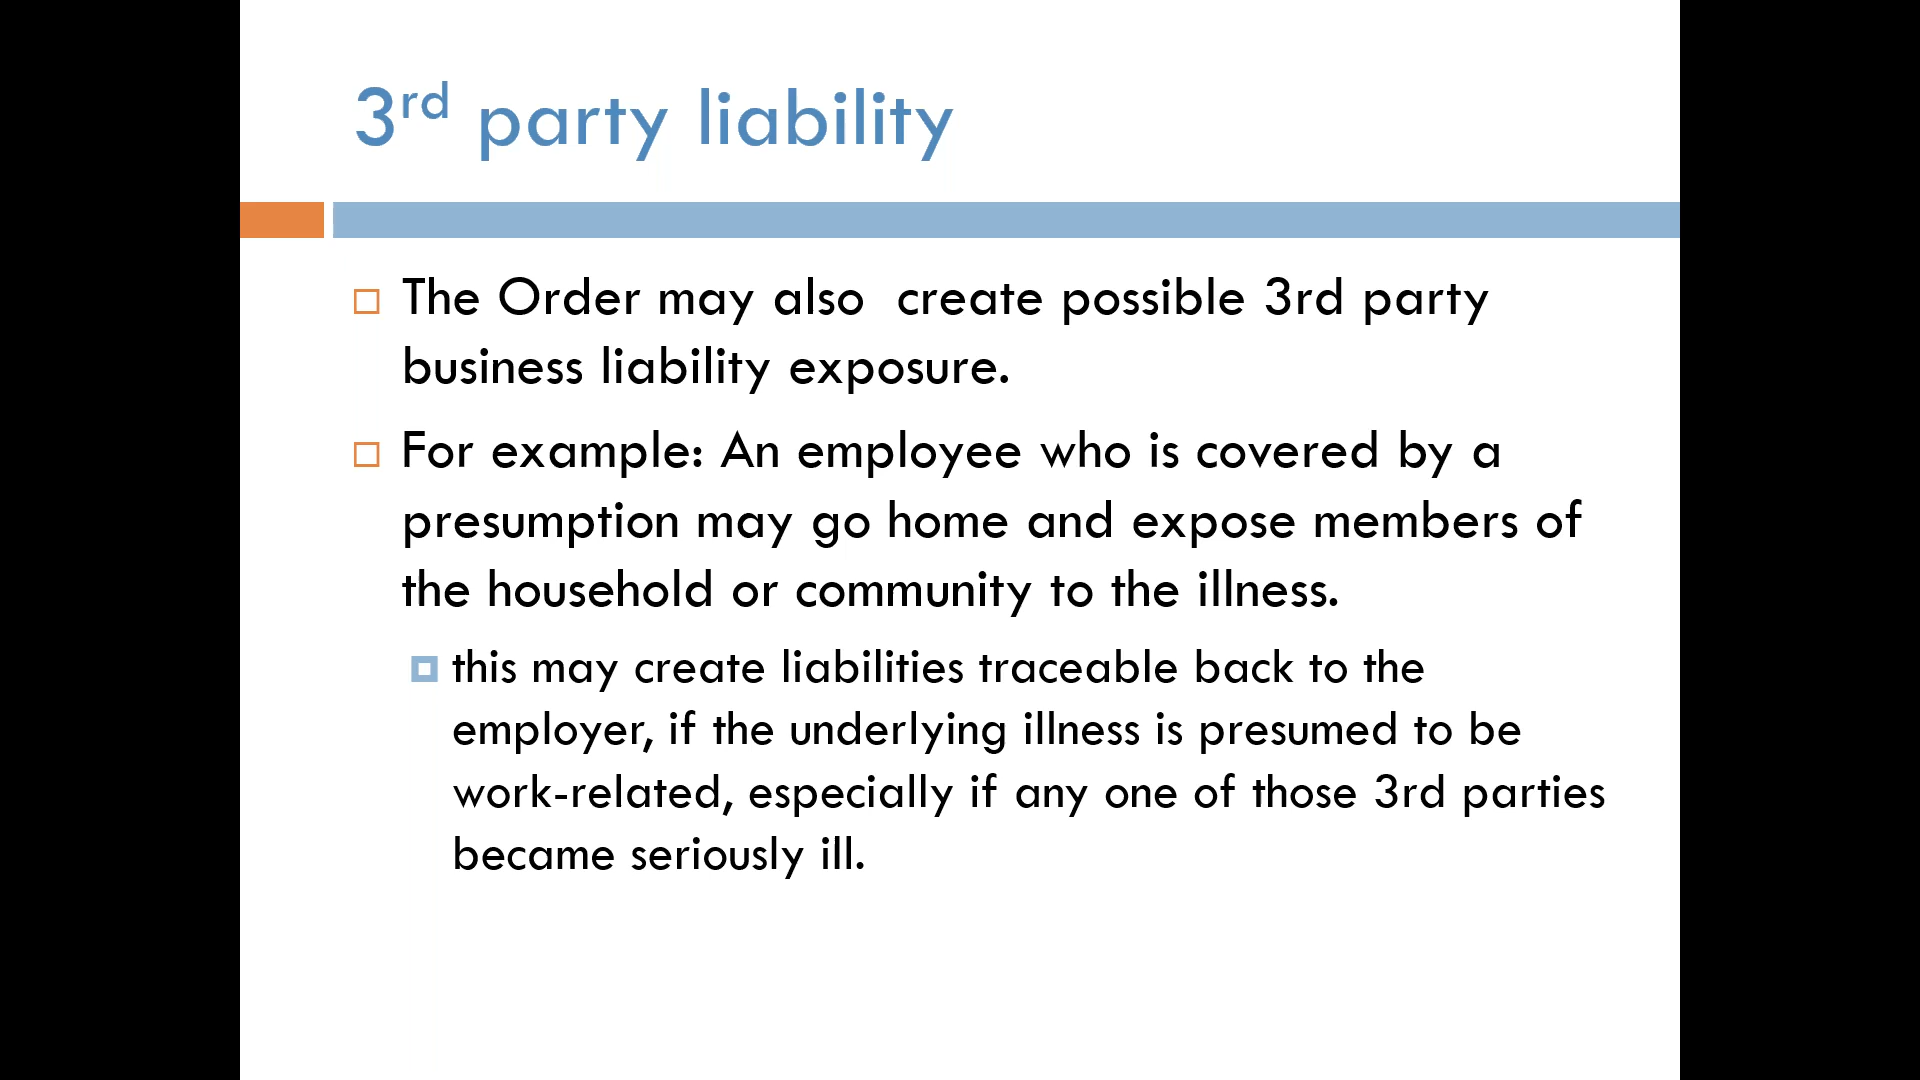 3rd party liability
The Order may also  create possible 3rd party
business liability exposure.
For example: An employee who is covered by a
presumption may go home and expose members of
the household or community to the illness.
this may create liabilities traceable back to the
employer, if the underlying illness is presumed to be
work-related, especially if any one of those 3rd parties
became seriously ill.